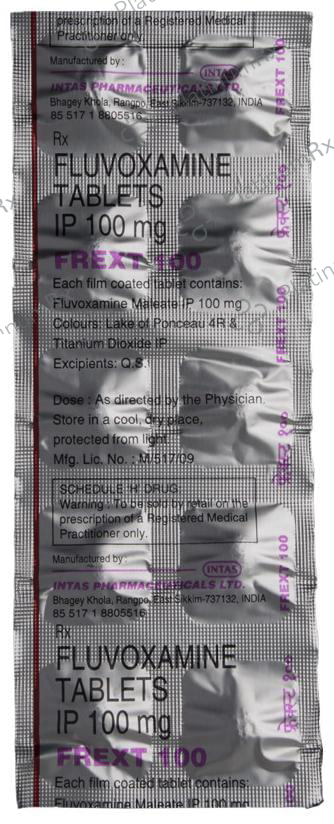 prescription of a Registered Medical
Practitioner only.
Manufactured by :
INTAS
INTAS PHARMACEUTICALS LTD.
Bhagey Khola, Rangpo, East Sikkim-737132, INDIA
85 517 1 8805516
Rx
FLUVOXAMINE
TABLETS
IP 100 mg
FREXT 100
Each film coated tablet contains:
Fluvoxamine Maleate IP 100 mg
Colours: Lake of Ponceau 4R &
Titanium Dioxide IP
Excipients: Q.S.
Dose : As directed by the Physician.
Store in a cool, dry place,
protected from light.
Mfg. Lic. No. : M/517/09
SCHEDULE 'H' DRUG
Warning : To be sold by retail on the
prescription of a Registered Medical
Practitioner only.
Manufactured by :
INTAS
INTAS PHARMACEUTICALS LTD.
Bhagey Khola, Rangpo, East Sikkim-737132, INDIA
85 517 1 8805516
Rx
FLUVOXAMINE
TABLETS
IP 100 mg
FREXT 100
Each film coated tablet contains:
Fluvoxamine Maleate IP 100 mg
FREXT 100
फ्रेक्स्ट १००
FREXT 100
फ्रेक्स्ट १००
FREXT 100
फ्रेक्स्ट १००
00